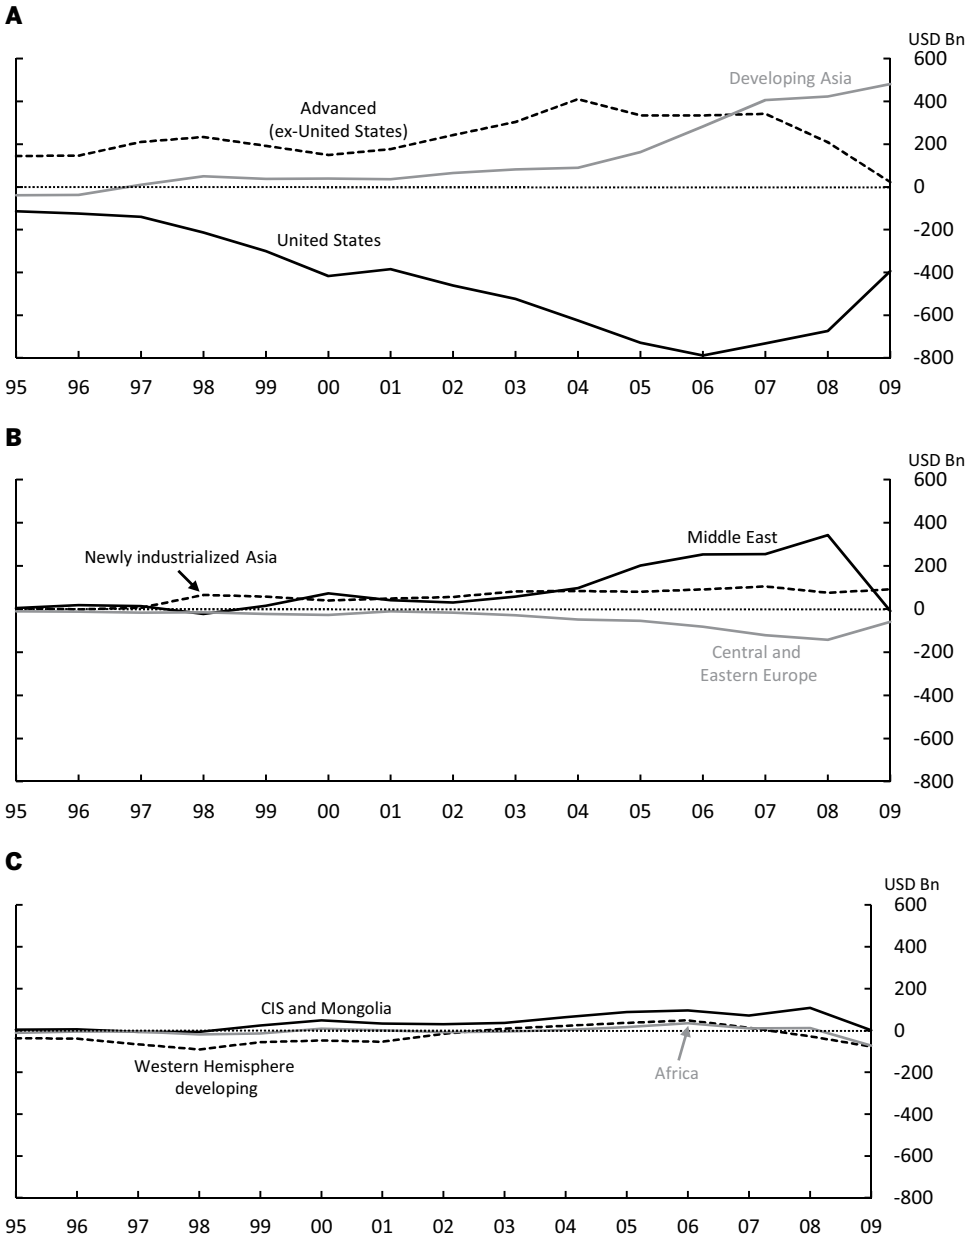 A
USD Bn
600
400
200
0
-200
-400
-600
-800
Developing Asia
Advanced
(ex-United States)
United States
95 96 97 98 99 00 01 02 03 04 05 06 07 08 09
B
USD Bn
600
400
200
0
-200
-400
-600
-800
Middle East
Newly industrialized Asia
Central and
Eastern Europe
95 96 97 98 99 00 01 02 03 04 05 06 07 08 09
C
USD Bn
600
400
200
0
-200
-400
-600
-800
CIS and Mongolia
Western Hemisphere
developing
Africa
95 96 97 98 99 00 01 02 03 04 05 06 07 08 09